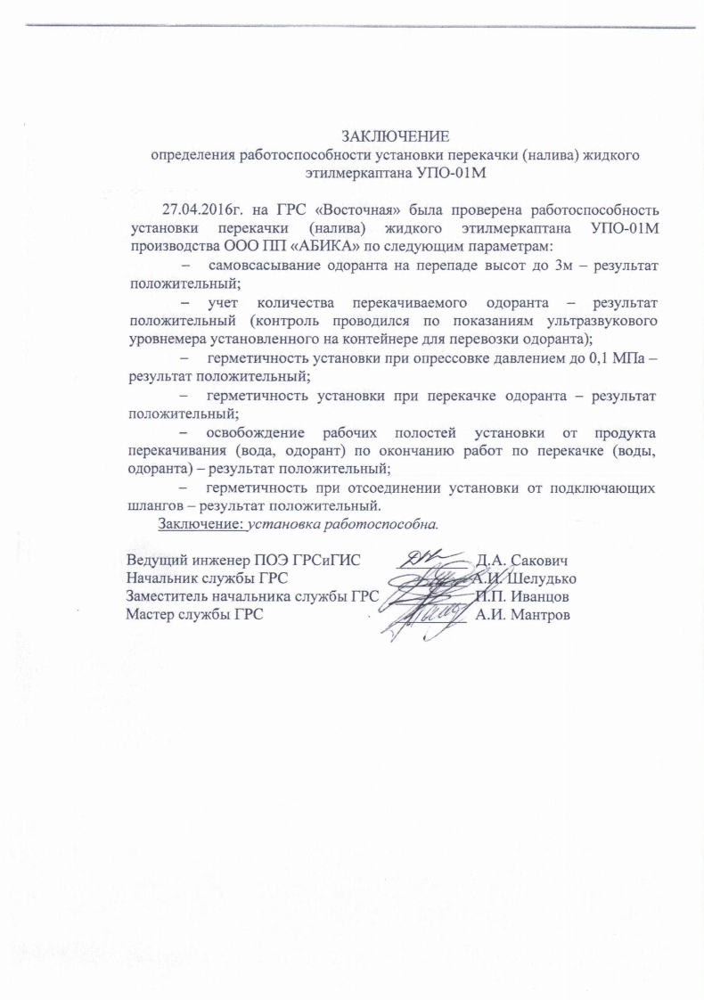 ЗАКЛЮЧЕНИЕ
определения работоспособности установки перекачки (налива) жидкого
этилмеркаптана УПО-01М
27.04.2016г. на ГРС «Восточная» была проверена работоспособность
установки перекачки (налива) жидкого этилмеркаптана УПО-01М
производства ООО ПП «АБИКА» по следующим параметрам:
– самовсасывание одоранта на перепаде высот до 3м – результат
положительный;
– учет количества перекачиваемого одоранта – результат
положительный (контроль проводился по показаниям ультразвукового
уровнемера установленного на контейнере для перевозки одоранта);
– герметичность установки при опрессовке давлением до 0,1 МПа –
результат положительный;
– герметичность установки при перекачке одоранта – результат
положительный;
– освобождение рабочих полостей установки от продукта
перекачивания (вода, одорант) по окончанию работ по перекачке (воды,
одоранта) – результат положительный;
– герметичность при отсоединении установки от подключающих
шлангов – результат положительный.
Заключение: установка работоспособна.
Ведущий инженер ПОЭ ГРСиГИС Д.А. Сакович
Начальник службы ГРС А.И. Шелудько
Заместитель начальника службы ГРС П.П. Иванцов
Мастер службы ГРС А.И. Мантров